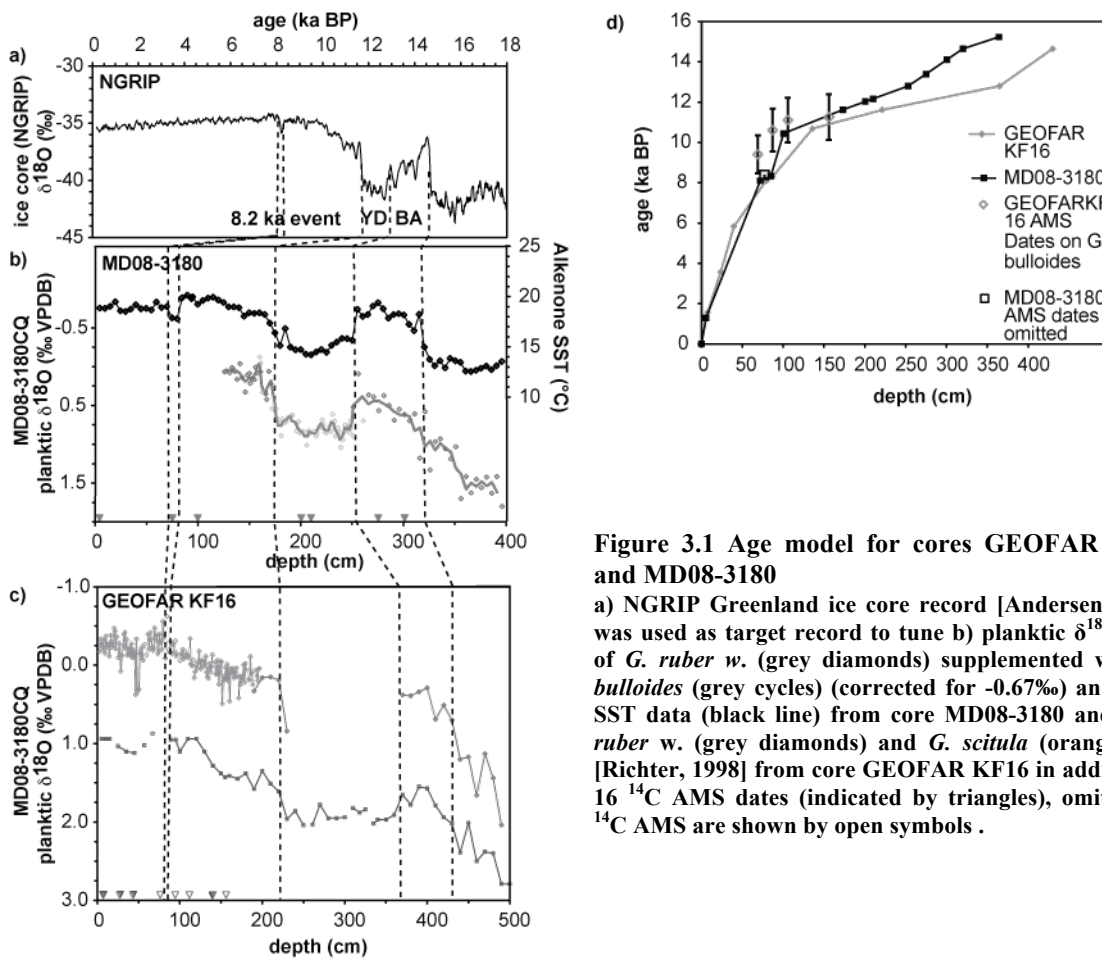 age (ka BP)
0 2 4 6 8 10 11 12 13 14 15 16 17 18
a)
-30
-35
-40
-45
ice core (NGRIP)
δ18O (‰)
NGRIP
8.2 ka event YD BA
b)
MD08-3180
-0.5
0.5
1.5
MD08-3180CQ
planktic δ18O (‰ VPDB)
25
20
15
10
Alkenone SST (°C)
0 100 200 300 400
depth (cm)
c)
GEOFAR KF16
-1.0
0.0
1.0
2.0
3.0
MD08-3180CQ
planktic δ18O (‰ VPDB)
0 100 200 300 400 500
depth (cm)
d)
16
14
12
10
8
6
4
2
0
age (ka BP)
0 100 200 300 400
depth (cm)
GEOFAR
KF16
MD08-3180
GEOFARKF
16 AMS
Dates on G
bulloides
MD08-3180
AMS dates
omitted
Figure 3.1 Age model for cores GEOFAR
and MD08-3180
a) NGRIP Greenland ice core record [Andersen
was used as target record to tune b) planktic δ18
of G. ruber w. (grey diamonds) supplemented w
bulloides (grey cycles) (corrected for -0.67‰) an
SST data (black line) from core MD08-3180 and
ruber w. (grey diamonds) and G. scitula (orang
[Richter, 1998] from core GEOFAR KF16 in addi
16 14C AMS dates (indicated by triangles), omit
14C AMS are shown by open symbols .